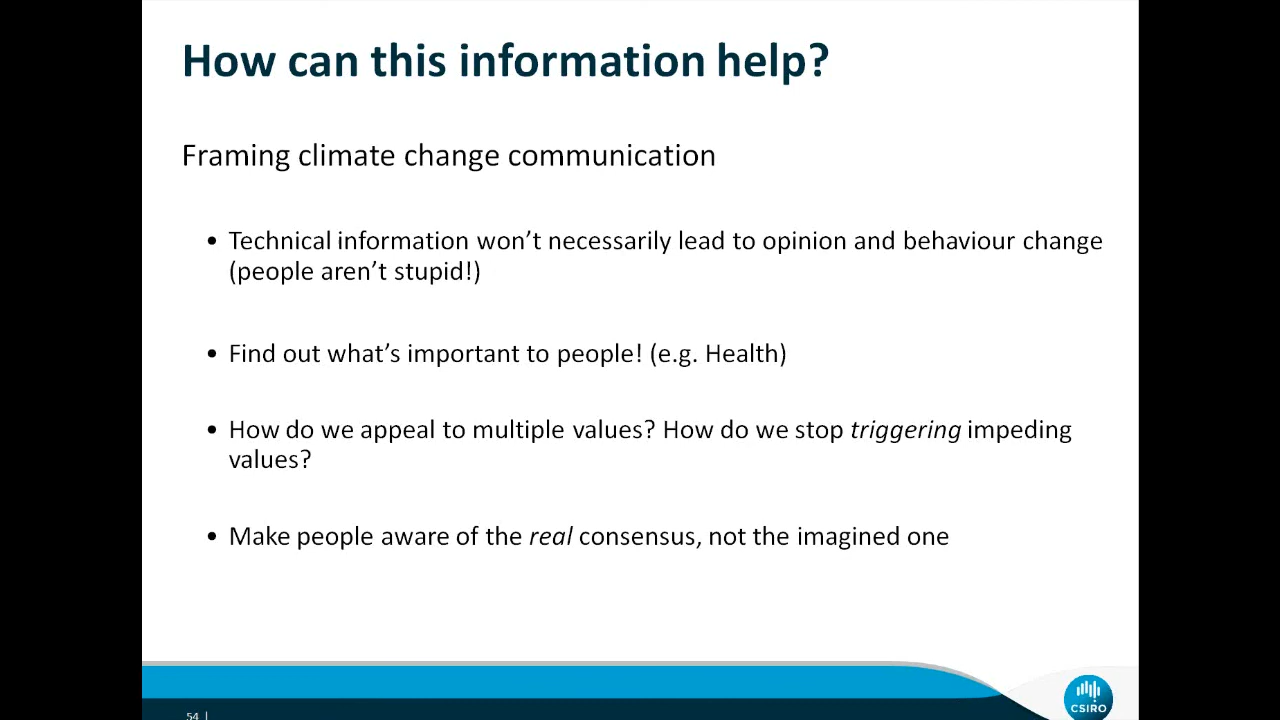 How can this information help?
Framing climate change communication
• Technical information won’t necessarily lead to opinion and behaviour change
(people aren’t stupid!)
• Find out what’s important to people! (e.g. Health)
• How do we appeal to multiple values? How do we stop triggering impeding
values?
• Make people aware of the real consensus, not the imagined one
54 |
CSIRO